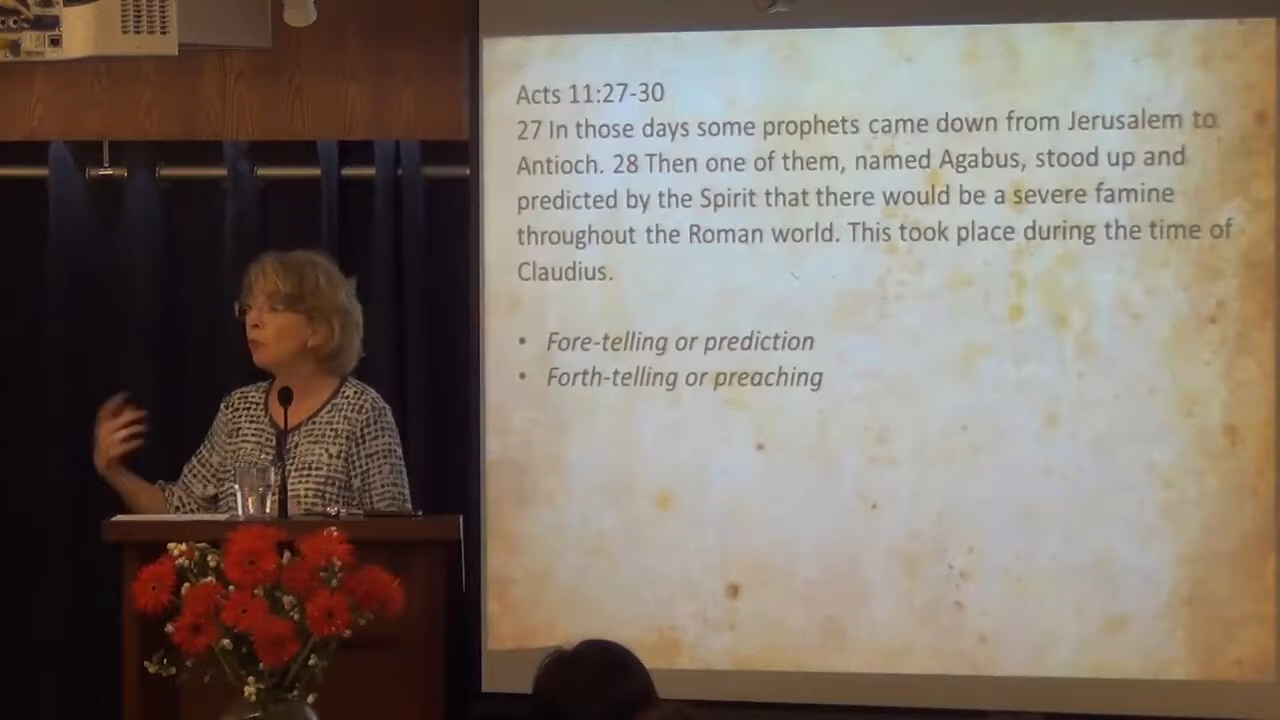 Acts 11:27-30
27 In those days some prophets came down from Jerusalem to
Antioch. 28 Then one of them, named Agabus, stood up and
predicted by the Spirit that there would be a severe famine
throughout the Roman world. This took place during the time of
Claudius.
• Fore-telling or prediction
• Forth-telling or preaching